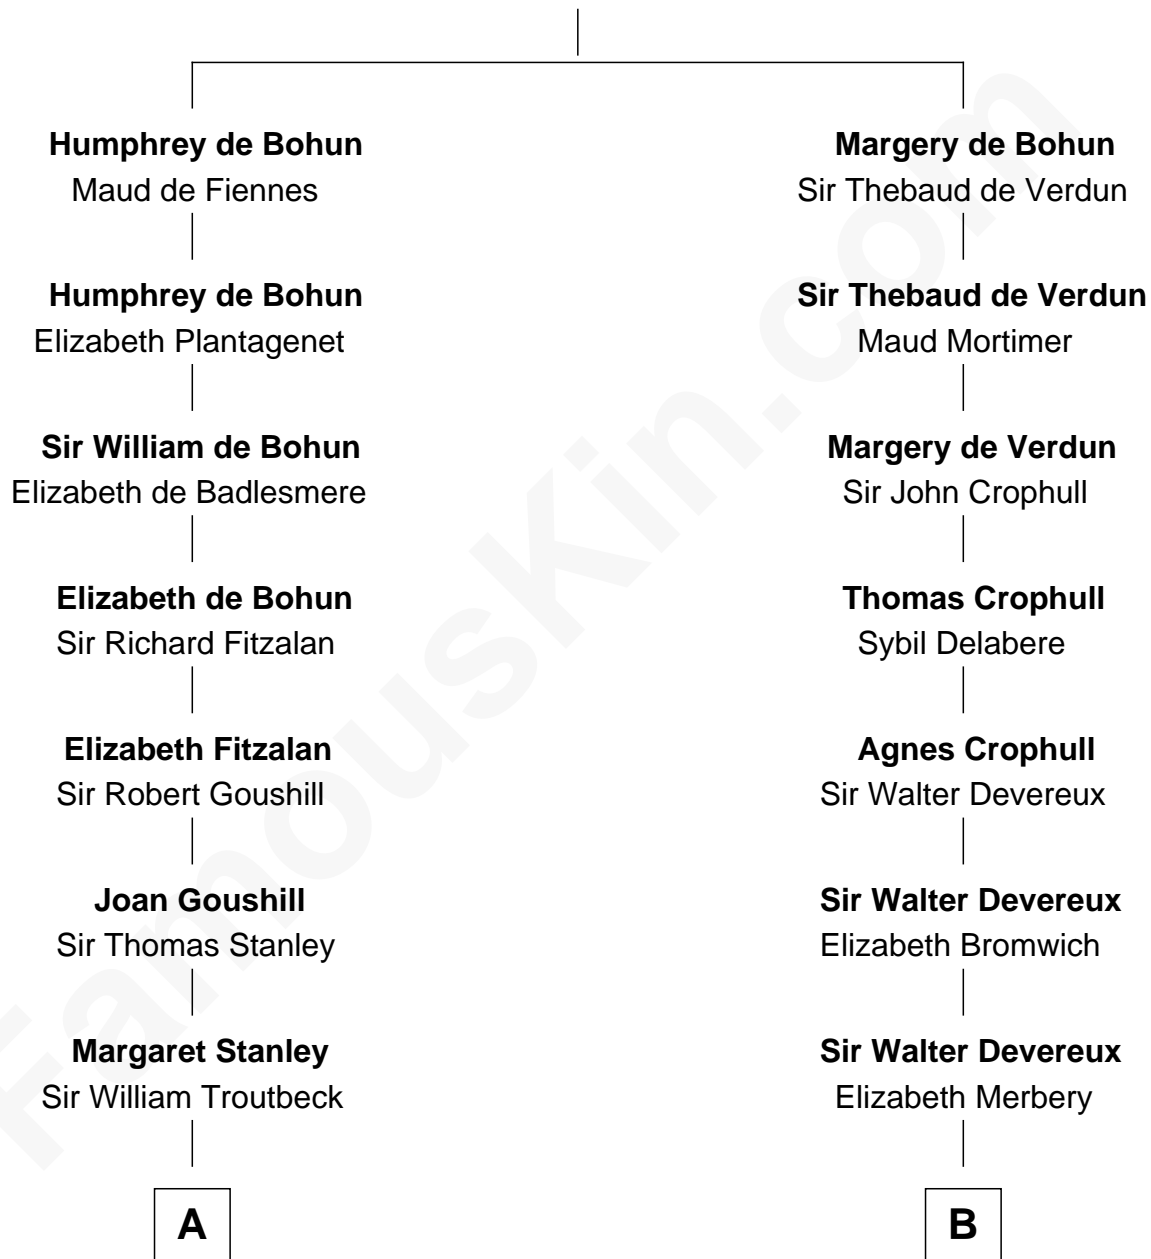 Humphrey de Bohun
Maud de Fiennes
Humphrey de Bohun
Elizabeth Plantagenet
Sir William de Bohun
Elizabeth de Badlesmere
Elizabeth de Bohun
Sir Richard Fitzalan
Elizabeth Fitzalan
Sir Robert Goushill
Joan Goushill
Sir Thomas Stanley
Margaret Stanley
Sir William Troutbeck
A
Margery de Bohun
Sir Thebaud de Verdun
Sir Thebaud de Verdun
Maud Mortimer
Margery de Verdun
Sir John Crophull
Thomas Crophull
Sybil Delabere
Agnes Crophull
Sir Walter Devereux
Sir Walter Devereux
Elizabeth Bromwich
Sir Walter Devereux
Elizabeth Merbery
B
FamousKin.com